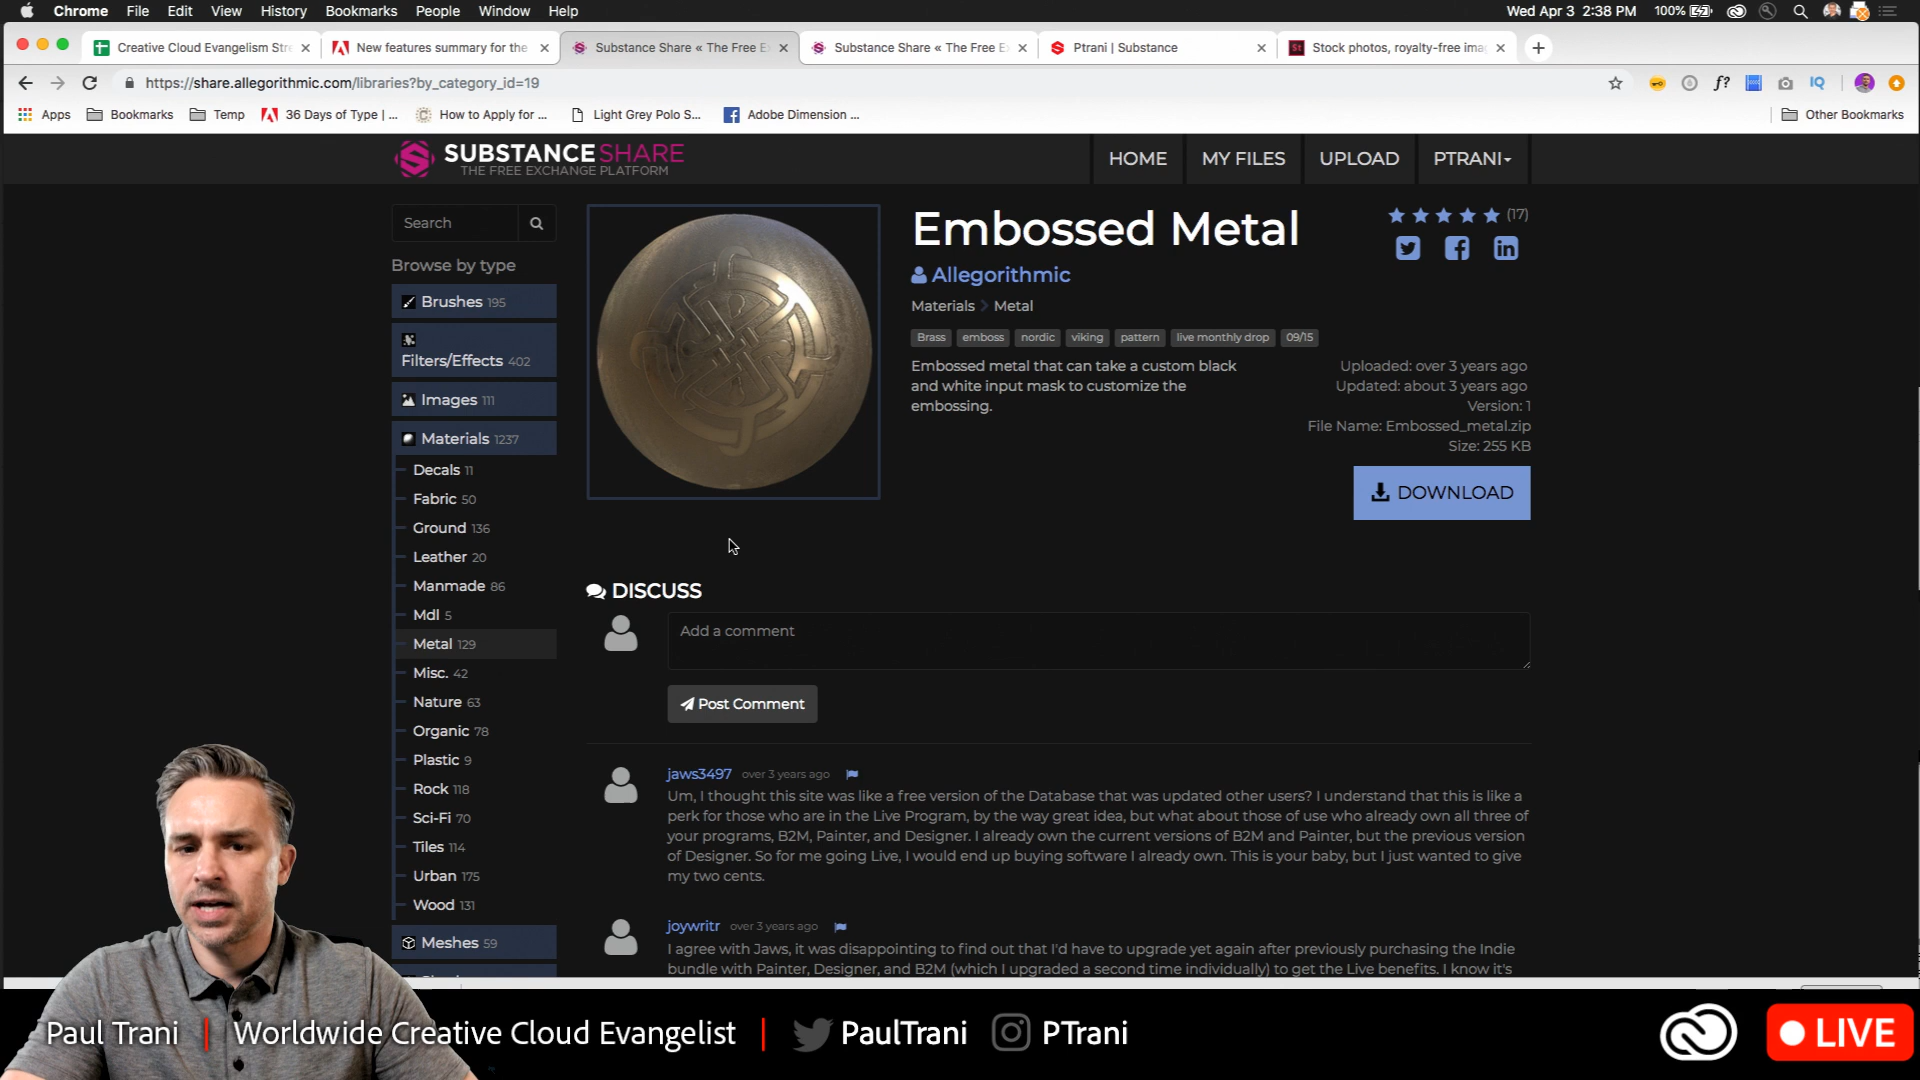 Chrome File Edit View History Bookmarks People Window Help
Wed Apr 3 2:38 PM 100%
Creative Cloud Evangelism Str
New features summary for the
Substance Share « The Free E
Substance Share « The Free E
Ptrani | Substance
Stock photos, royalty-free ima
https://share.allegorithmic.com/libraries?by_category_id=19
f?
IQ
Apps Bookmarks Temp 36 Days of Type | ... How to Apply for ... Light Grey Polo S... Adobe Dimension ... Other Bookmarks
SUBSTANCE SHARE
THE FREE EXCHANGE PLATFORM
HOME MY FILES UPLOAD PTRANI
Search
Browse by type
Brushes 195
Filters/Effects 402
Images 111
Materials 1237
Decals 11
Fabric 50
Ground 136
Leather 20
Manmade 86
Mdl 5
Metal 129
Misc. 42
Nature 63
Organic 78
Plastic 9
Rock 118
Sci-Fi 70
Tiles 114
Urban 175
Wood 131
Meshes 59
Embossed Metal
(17)
Allegorithmic
Materials Metal
Brass emboss nordic viking pattern live monthly drop 09/15
Embossed metal that can take a custom black
and white input mask to customize the
embossing.
Uploaded: over 3 years ago
Updated: about 3 years ago
Version: 1
File Name: Embossed_metal.zip
Size: 255 KB
DOWNLOAD
DISCUSS
Add a comment
Post Comment
jaws3497 over 3 years ago
Um, I thought this site was like a free version of the Database that was updated other users? I understand that this is like a
perk for those who are in the Live Program, by the way great idea, but what about those of use who already own all three of
your programs, B2M, Painter, and Designer. I already own the current versions of B2M and Painter, but the previous version
of Designer. So for me going Live, I would end up buying software I already own. This is your baby, but I just wanted to give
my two cents.
joywritr over 3 years ago
I agree with Jaws, it was disappointing to find out that I'd have to upgrade yet again after previously purchasing the Indie
bundle with Painter, Designer, and B2M (which I upgraded a second time individually) to get the Live benefits. I know it's
Paul Trani | Worldwide Creative Cloud Evangelist | PaulTrani PTrani
LIVE